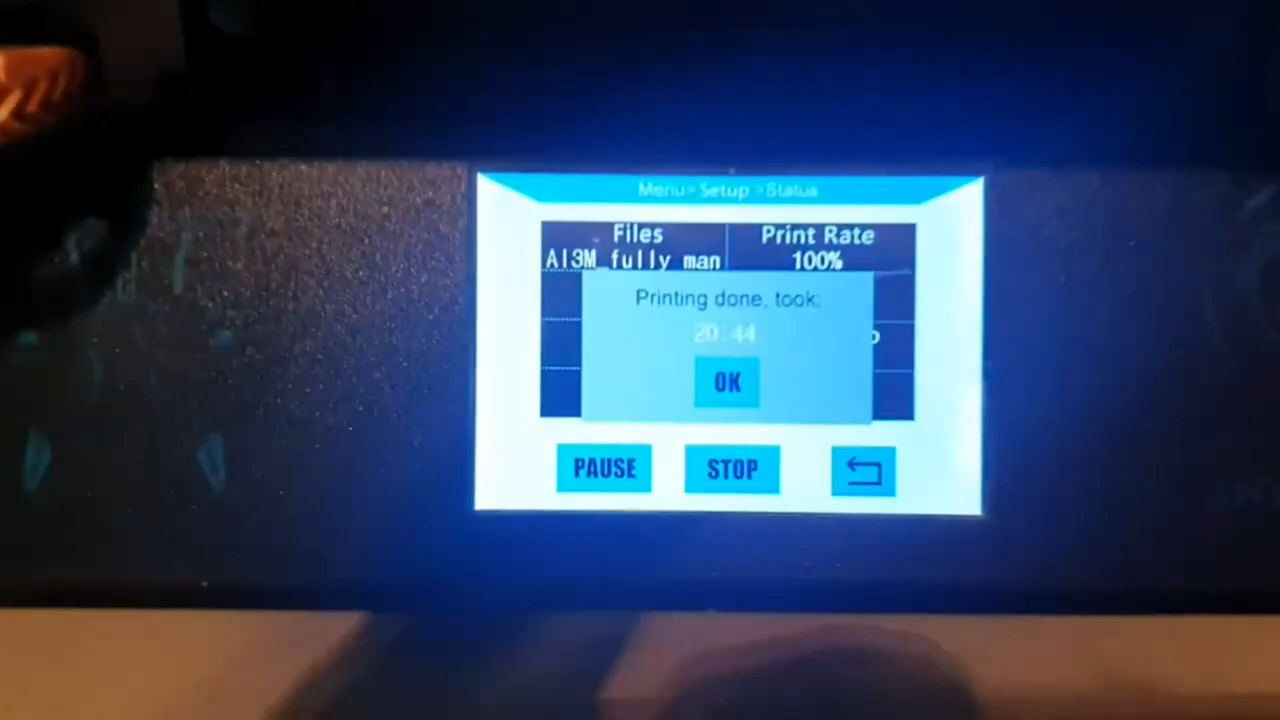 Menu> Setup >Status
Files
Print Rate
AI3M_fully man
100%
Printing done, took:
20:44
OK
PAUSE
STOP